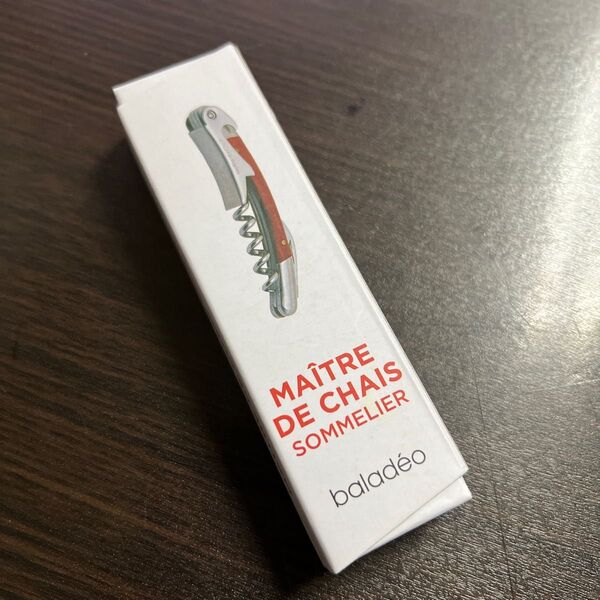 MAÎTRE
DE CHAIS
SOMMELIER
baladéo